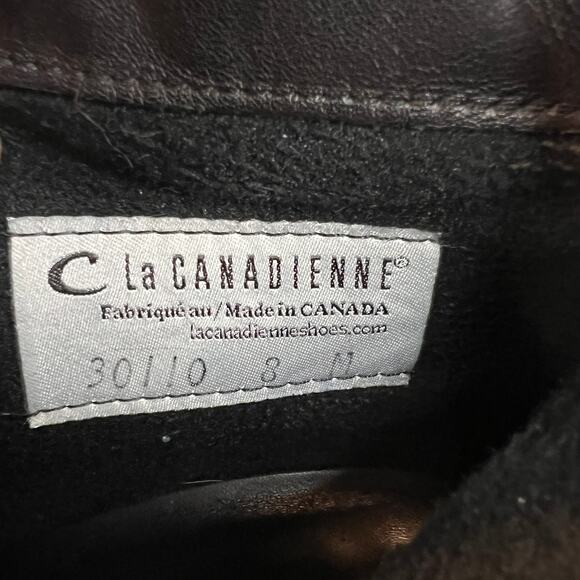 C La CANADIENNE®
Fabriqué au/Made in CANADA
lacanadienneshoes.com
30110 8 M